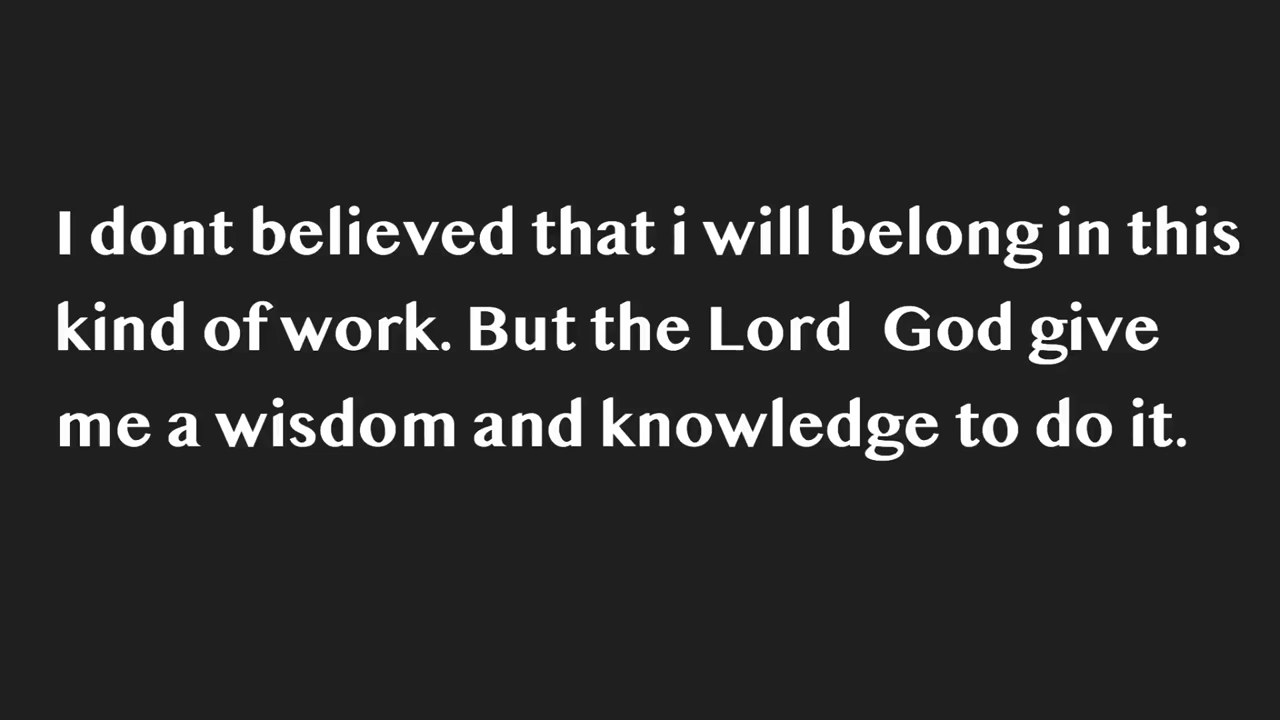 I dont believed that i will belong in this
kind of work. But the Lord  God give
me a wisdom and knowledge to do it.